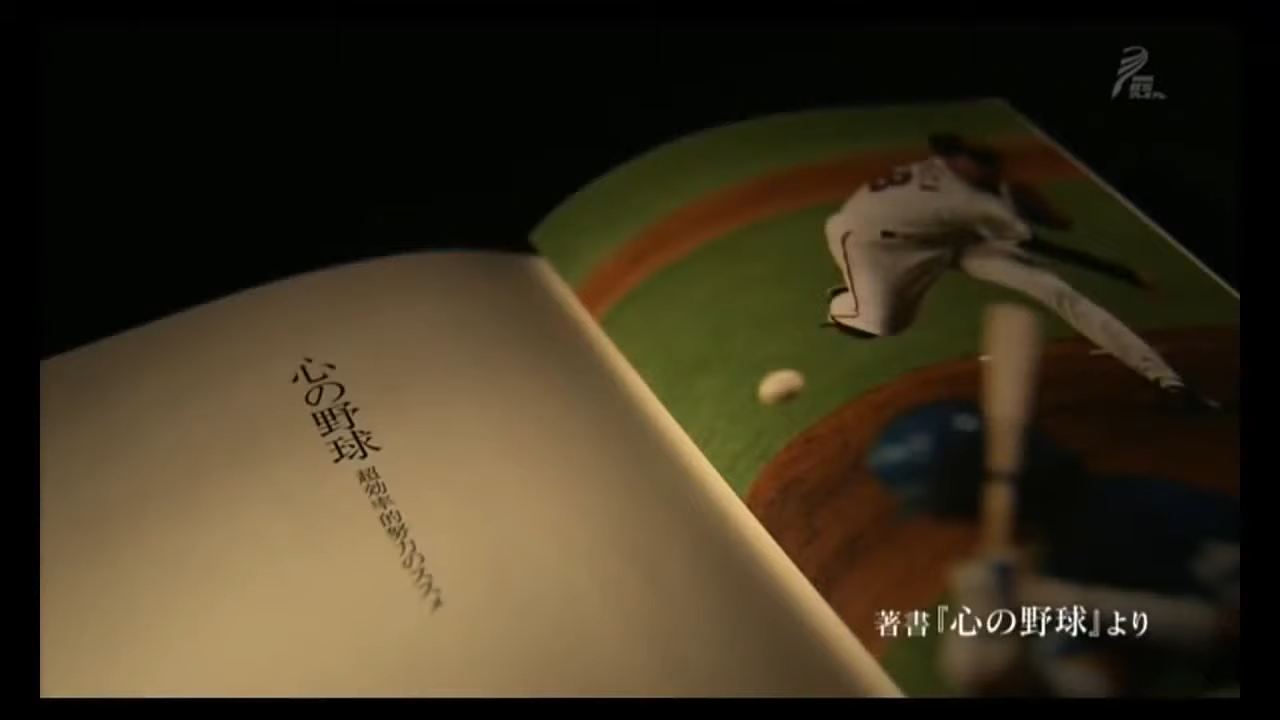 心の野球
超効率的努力のススメ
著書『心の野球』より